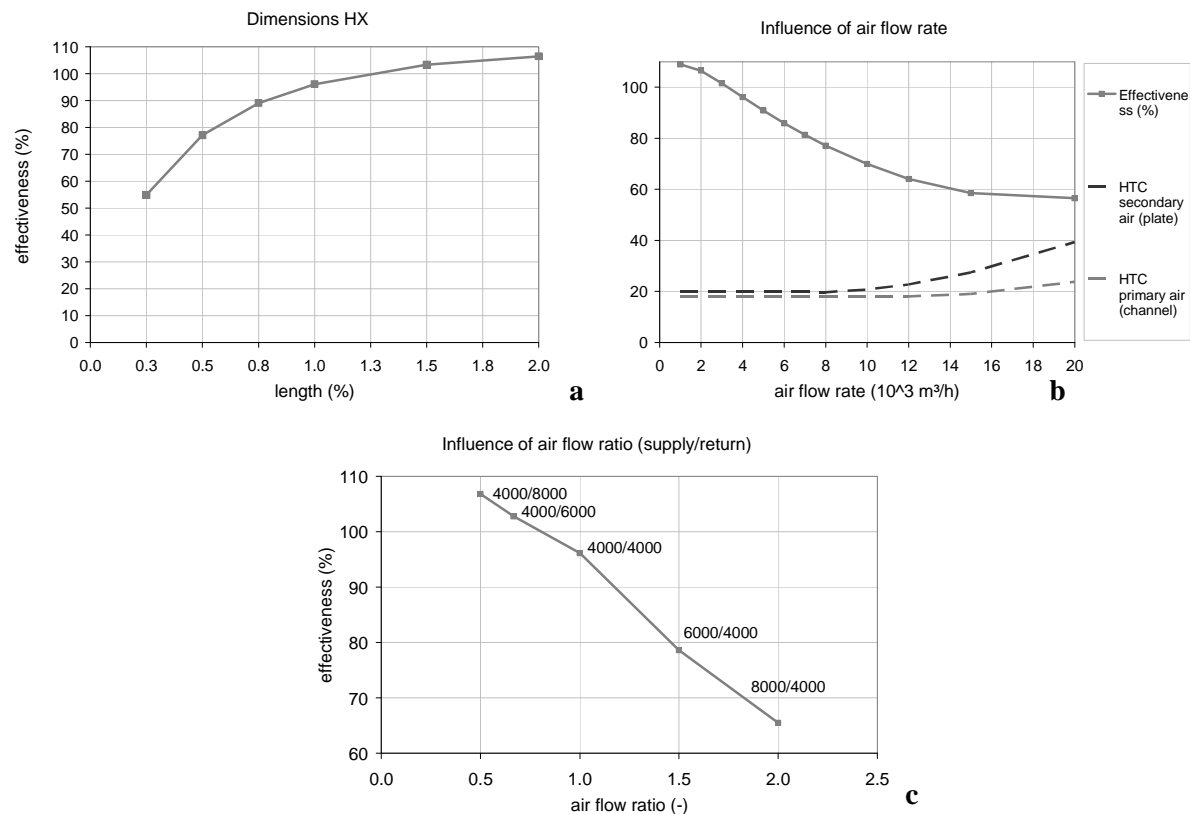 Dimensions HX
110
100
90
80
70
60
50
40
30
20
10
0
effectiveness (%)
0.0 0.3 0.5 0.8 1.0 1.3 1.5 1.8 2.0
length (%)
a
Influence of air flow rate
100
80
60
40
20
0
0 2 4 6 8 10 12 14 16 18 20
air flow rate (10^3 m³/h)
Effectivene
ss (%)
HTC
secondary
air (plate)
HTC
primary air
(channel)
b
Influence of air flow ratio (supply/return)
110
100
90
80
70
60
effectiveness (%)
4000/8000
4000/6000
4000/4000
6000/4000
8000/4000
0.0 0.5 1.0 1.5 2.0 2.5
air flow ratio (-)
c